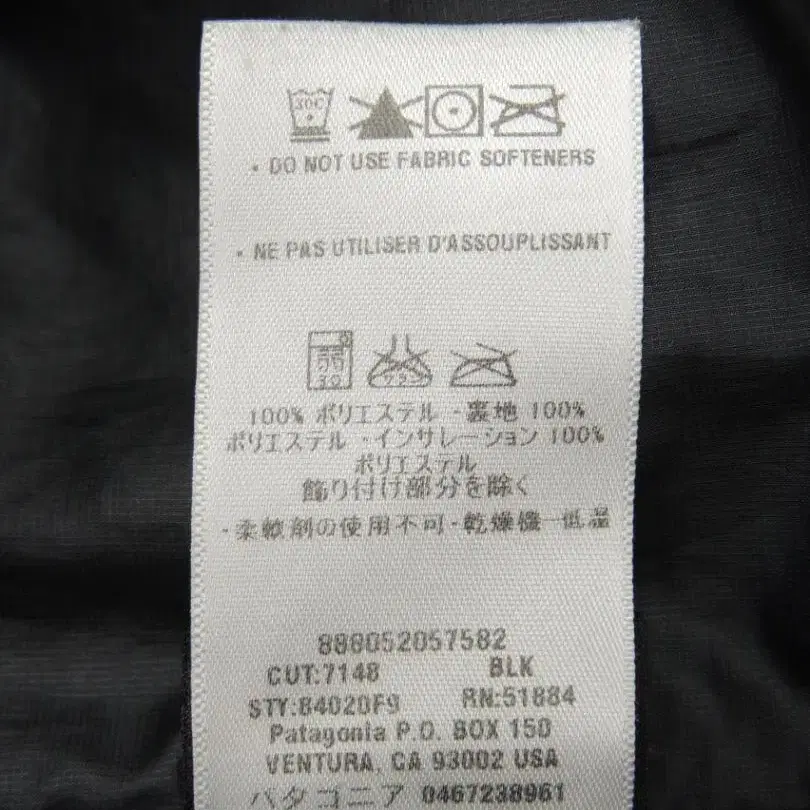 30C
• DO NOT USE FABRIC SOFTENERS
• NE PAS UTILISER D'ASSOUPLISSANT
弱
30
100% ポリエステル ・裏地 100%
ポリエステル ・インサレーション 100%
ポリエステル
飾り付け部分を除く
・柔軟剤の使用不可・乾燥機ー低温
888052057582
CUT:7148 BLK
STY:84020F9 RN:51884
Patagonia P.O. BOX 150
VENTURA, CA 93002 USA
パタゴニア 0467238961